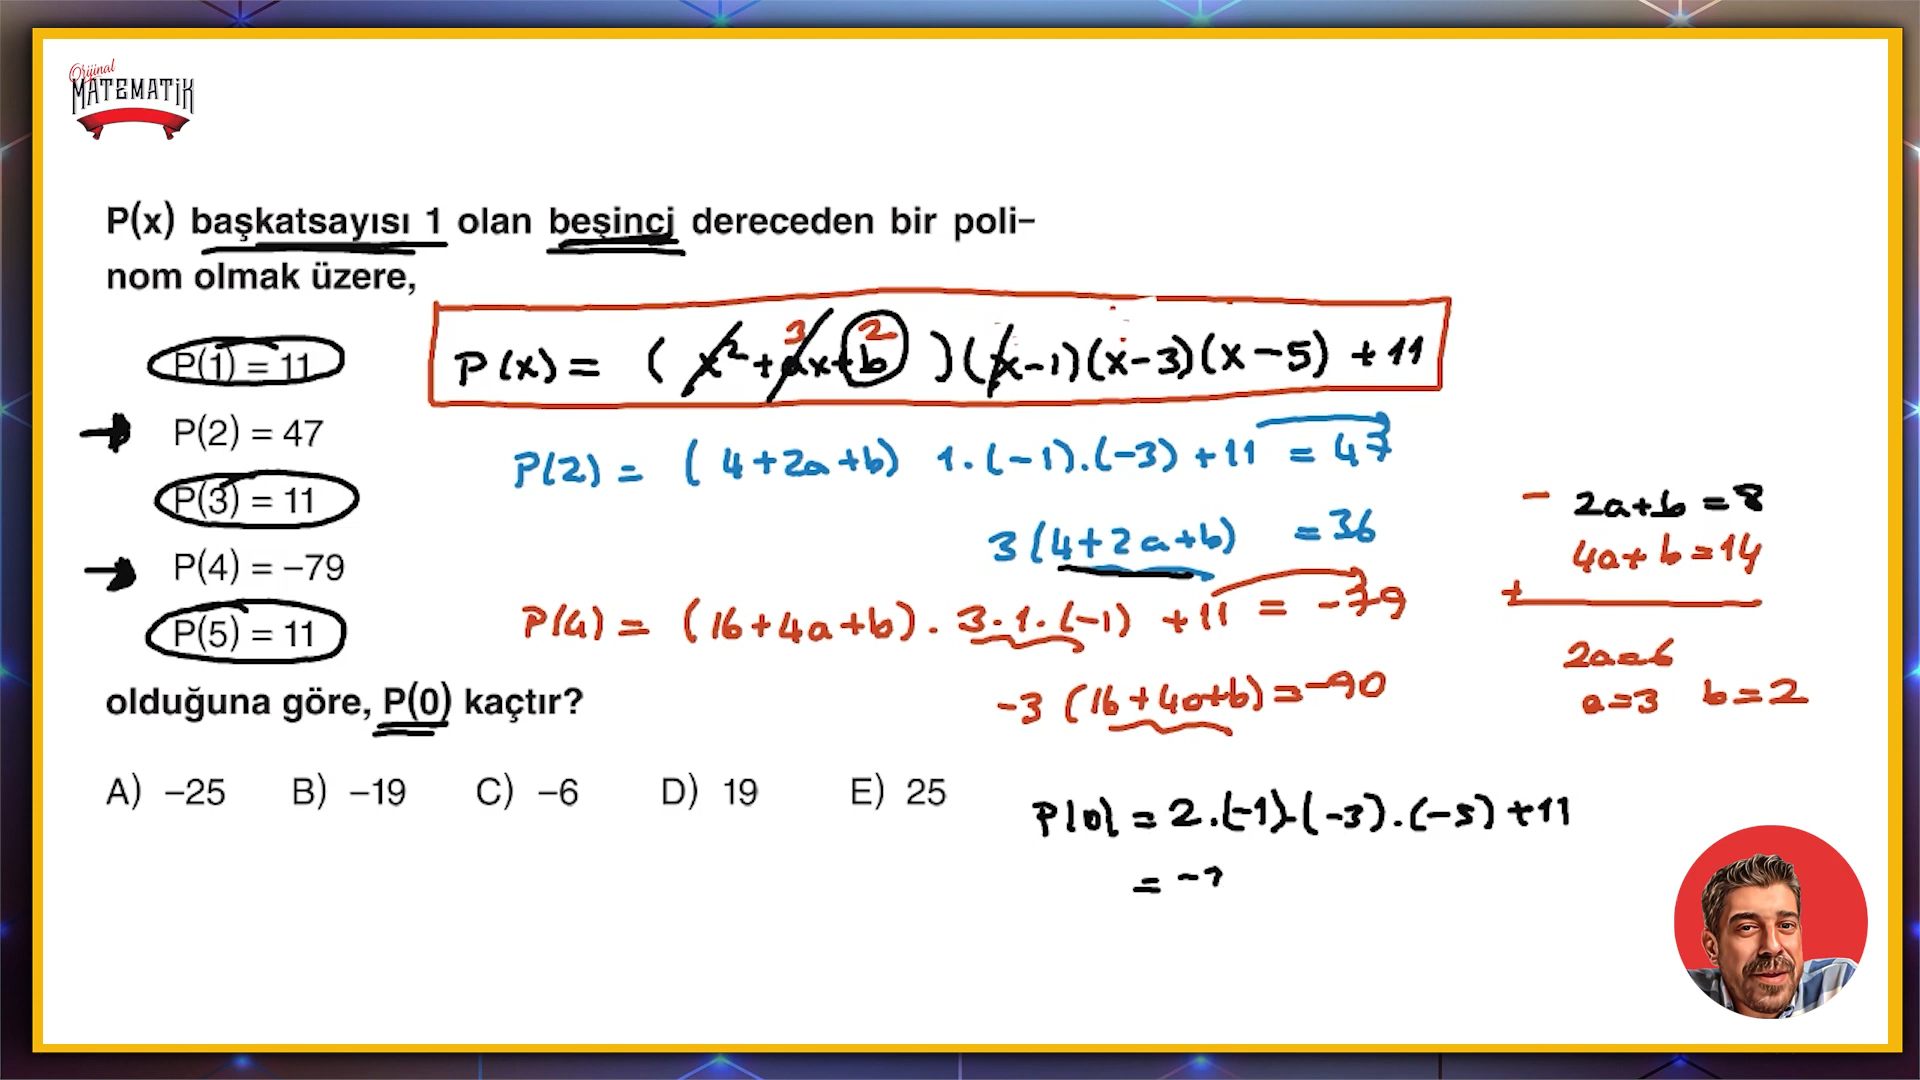 Orijinal
MATEMATİK
P(x) başkatsayısı 1 olan beşinci dereceden bir poli–
nom olmak üzere,
P(1) = 11
P(2) = 47
P(3) = 11
P(4) = –79
P(5) = 11
olduğuna göre, P(0) kaçtır?
A) –25 B) –19 C) –6 D) 19 E) 25
P(x) = (x² + ax + b)(x-1)(x-3)(x-5) + 11
3 2
P(2) = (4+2a+b) 1.(-1).(-3) + 11 = 47
3(4+2a+b) = 36
P(4) = (16+4a+b). 3.1.(-1) + 11 = -79
-3(16+4a+b) = -90
- 2a+b = 8
4a+b = 14
+
2a=6
a=3 b=2
P(0) = 2.(-1).(-3).(-5) + 11
= -